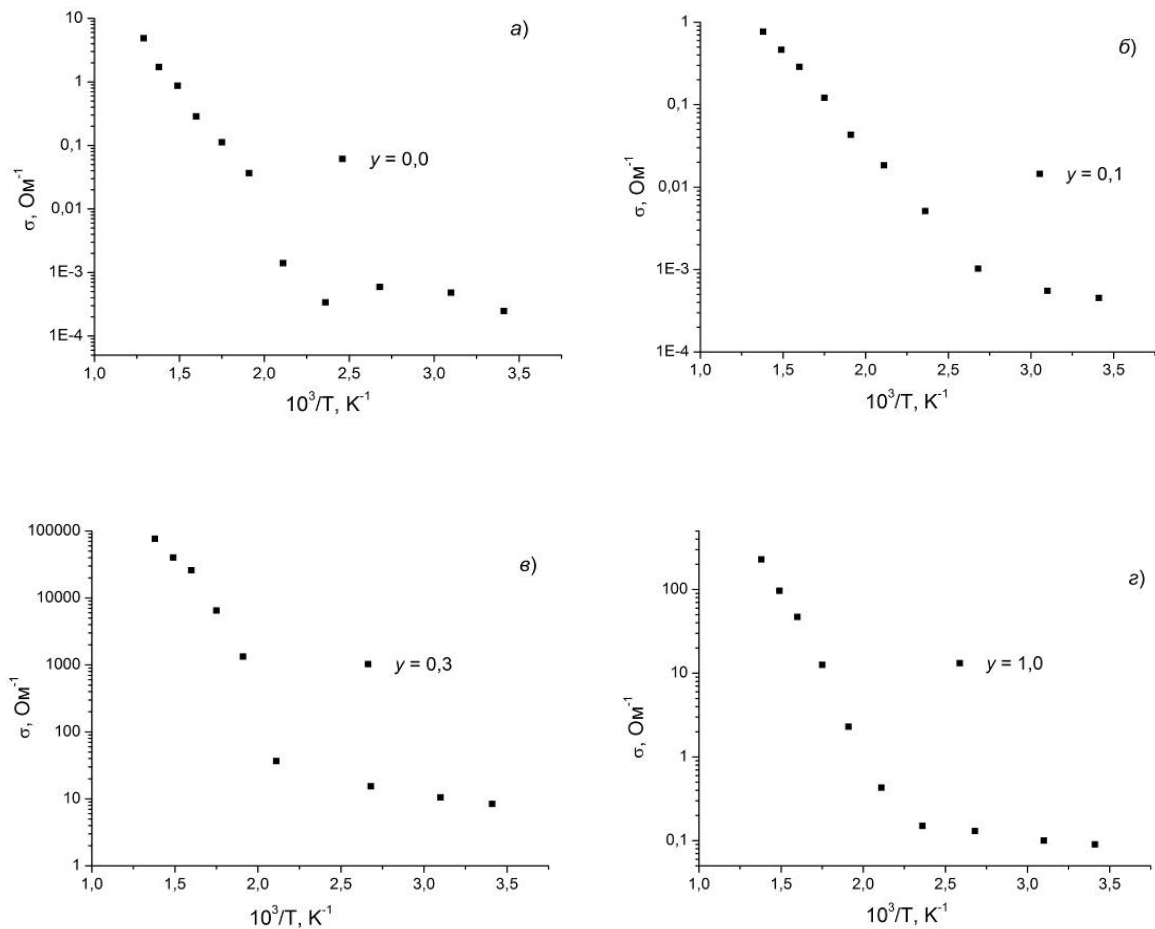 а)
10
1
0,1
0,01
1E-3
1E-4
σ, Ом⁻¹
y = 0,0
1,0 1,5 2,0 2,5 3,0 3,5
10³/T, K⁻¹
б)
1
0,1
0,01
1E-3
1E-4
σ, Ом⁻¹
y = 0,1
1,0 1,5 2,0 2,5 3,0 3,5
10³/T, K⁻¹
в)
100000
10000
1000
100
10
1
σ, Ом⁻¹
y = 0,3
1,0 1,5 2,0 2,5 3,0 3,5
10³/T, K⁻¹
г)
100
10
1
0,1
σ, Ом⁻¹
y = 1,0
1,0 1,5 2,0 2,5 3,0 3,5
10³/T, K⁻¹